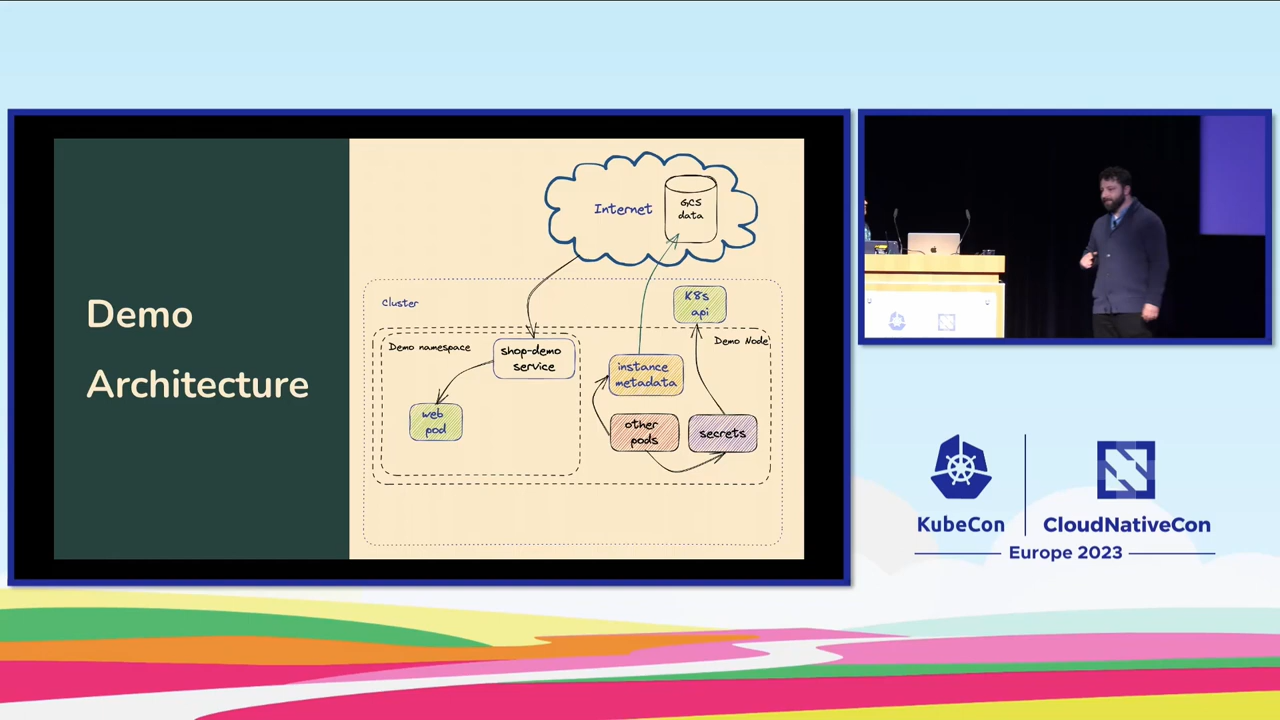 Demo
Architecture
Internet
GCS
data
Cluster
K8s
api
Demo namespace
shop-demo
service
Demo Node
instance
metadata
web
pod
other
pods
secrets
KubeCon
CloudNativeCon
Europe 2023